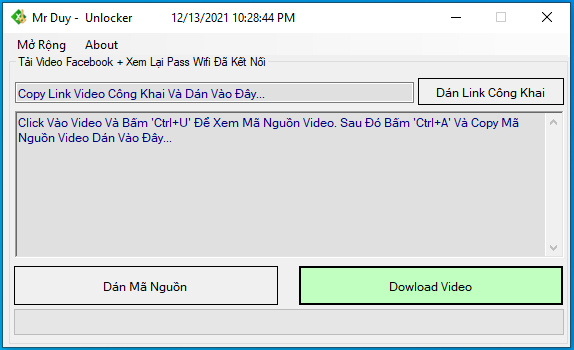 Mr Duy - Unlocker 12/13/2021 10:28:44 PM
Mở Rộng About
Tải Video Facebook + Xem Lại Pass Wifi Đã Kết Nối
Copy Link Video Công Khai Và Dán Vào Đây...
Dán Link Công Khai
Click Vào Video Và Bấm 'Ctrl+U' Để Xem Mã Nguồn Video. Sau Đó Bấm 'Ctrl+A' Và Copy Mã
Nguồn Video Dán Vào Đây...
Dán Mã Nguồn
Dowload Video